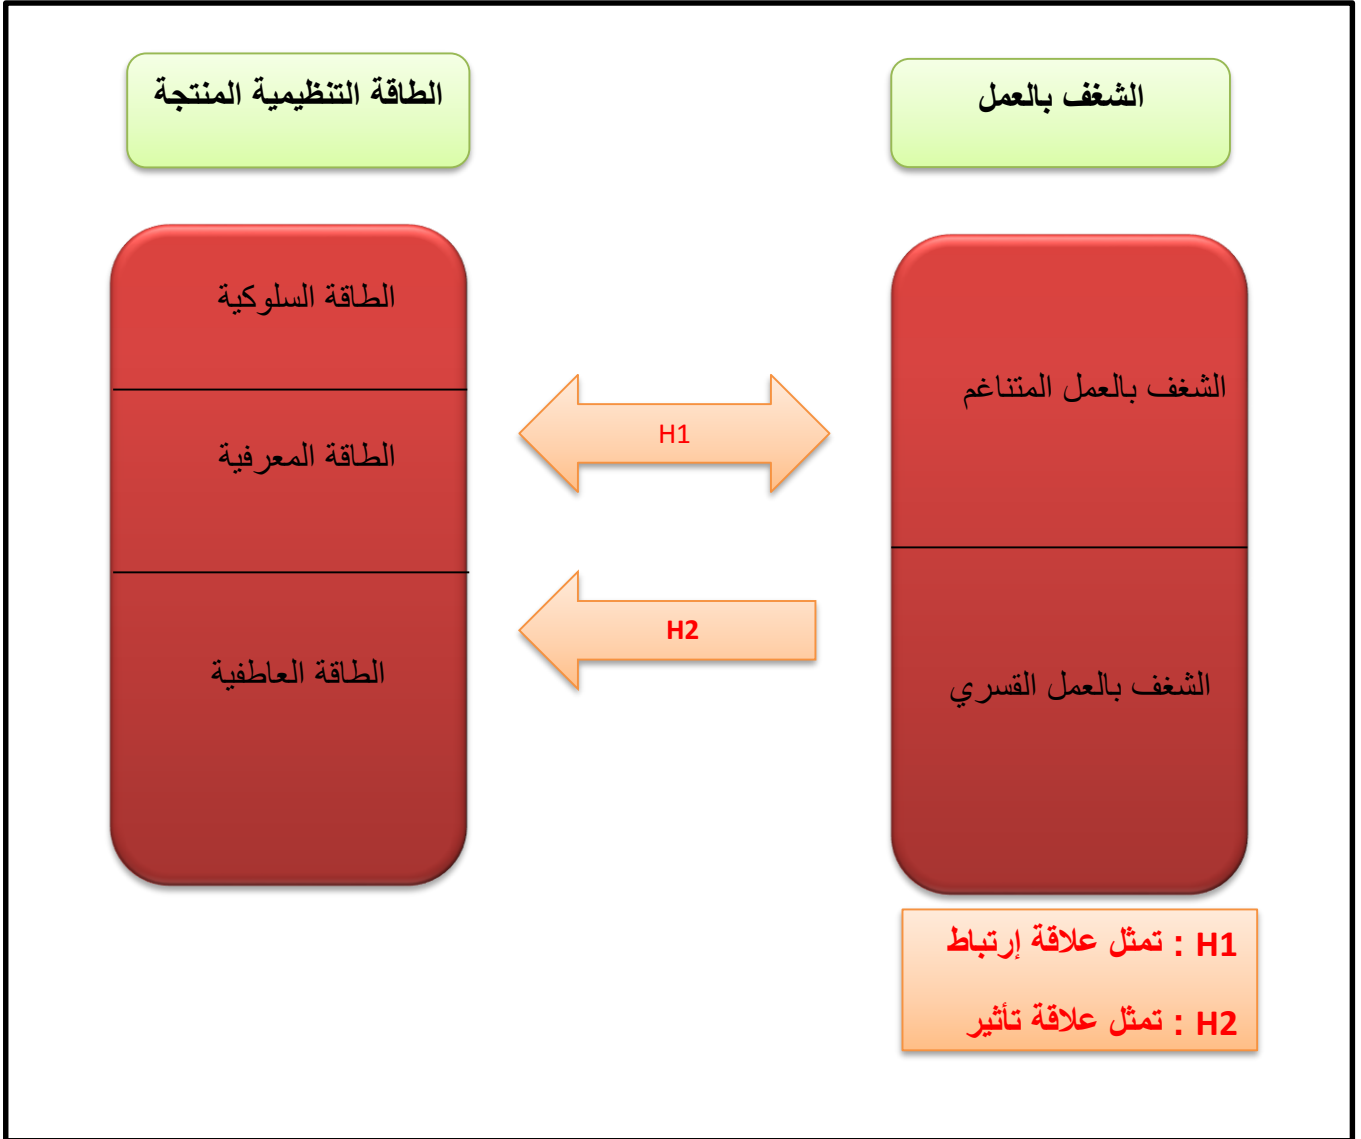 الشغف بالعمل
الطاقة التنظيمية المنتجة
الشغف بالعمل المتناغم
الشغف بالعمل القسري
H1
H2
الطاقة السلوكية
الطاقة المعرفية
الطاقة العاطفية
H1 : تمثل علاقة إرتباط
H2 : تمثل علاقة تأثير